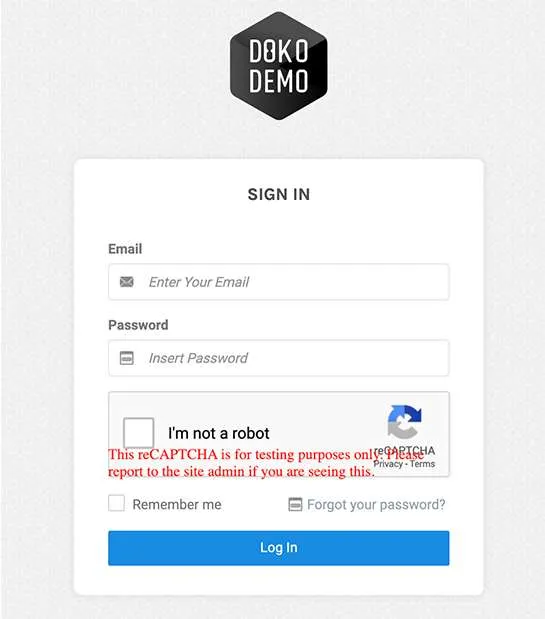 DOKO
DEMO
SIGN IN
Email
Enter Your Email
Password
Insert Password
I'm not a robot
reCAPTCHA
Privacy - Terms
This reCAPTCHA is for testing purposes only. Please
report to the site admin if you are seeing this.
Remember me
Forgot your password?
Log In